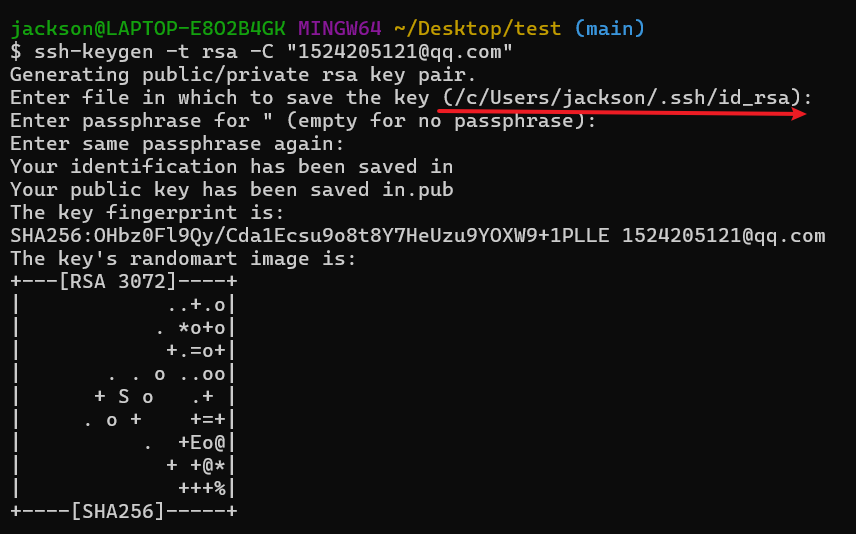 jackson@LAPTOP-E8O2B4GK MINGW64 ~/Desktop/test (main)
$ ssh-keygen -t rsa -C "1524205121@qq.com"
Generating public/private rsa key pair.
Enter file in which to save the key (/c/Users/jackson/.ssh/id_rsa):
Enter passphrase for " (empty for no passphrase):
Enter same passphrase again:
Your identification has been saved in
Your public key has been saved in.pub
The key fingerprint is:
SHA256:OHbz0Fl9Qy/Cda1Ecsu9o8t8Y7HeUzu9YOXW9+1PLLE 1524205121@qq.com
The key's randomart image is:
+---[RSA 3072]----+
|            ..+.o|
|           . *o+o|
|            +.=o+|
|       . . o ..oo|
|      + S o   .+ |
|     . o +    +=+|
|          .  +Eo@|
|            + +@*|
|             +++%|
+----[SHA256]-----+